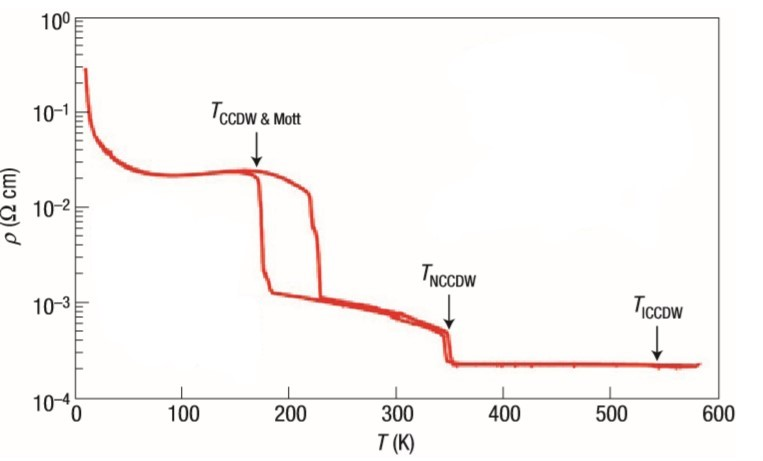 10⁰
T_CCDW & Mott
10⁻¹
10⁻²
ρ (Ω cm)
T_NCCDW
T_ICCDW
10⁻³
10⁻⁴
0 100 200 300 400 500 600
T (K)